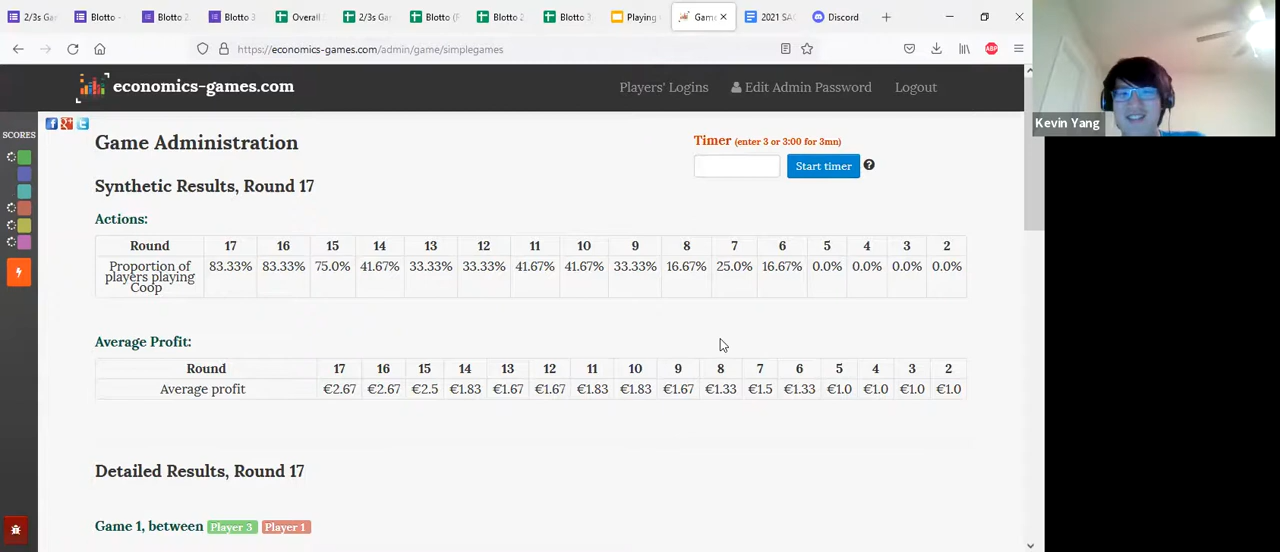 2/3s Ga
Blotto -
Blotto 2
Blotto 3
Overall
2/3s Ga
Blotto (F
Blotto 2
Blotto 3
Playing
Game
2021 SA
Discord
https://economics-games.com/admin/game/simplegames
ABP
economics-games.com
Players' Logins
Edit Admin Password
Logout
Kevin Yang
SCORES
Game Administration
Timer (enter 3 or 3:00 for 3mn)
Start timer
Synthetic Results, Round 17
Actions:
Round 17 16 15 14 13 12 11 10 9 8 7 6 5 4 3 2
Proportion of 83.33% 83.33% 75.0% 41.67% 33.33% 33.33% 41.67% 41.67% 33.33% 16.67% 25.0% 16.67% 0.0% 0.0% 0.0% 0.0%
players playing
Coop
Average Profit:
Round 17 16 15 14 13 12 11 10 9 8 7 6 5 4 3 2
Average profit €2.67 €2.67 €2.5 €1.83 €1.67 €1.67 €1.83 €1.83 €1.67 €1.33 €1.5 €1.33 €1.0 €1.0 €1.0 €1.0
Detailed Results, Round 17
Game 1, between Player 3 Player 1